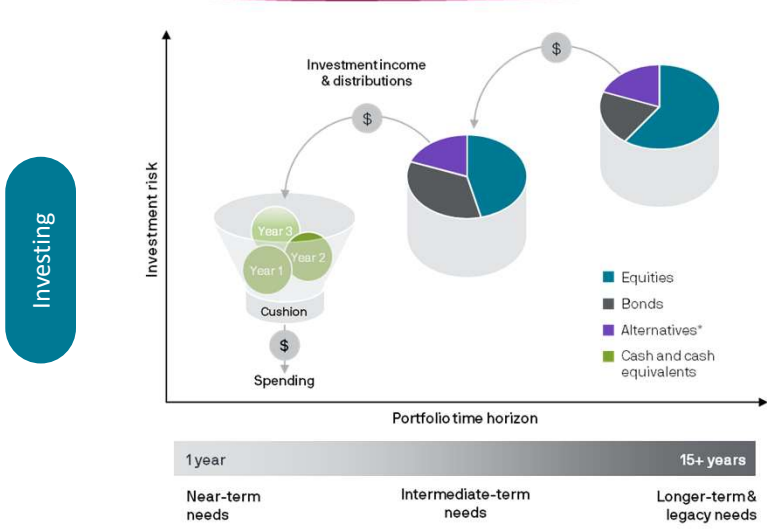 Investing
Investment risk
Investment income
& distributions
$
$
Year 3
Year 2
Year 1
Cushion
$
Spending
Equities
Bonds
Alternatives*
Cash and cash
equivalents
Portfolio time horizon
1 year
15+ years
Near-term
needs
Intermediate-term
needs
Longer-term &
legacy needs